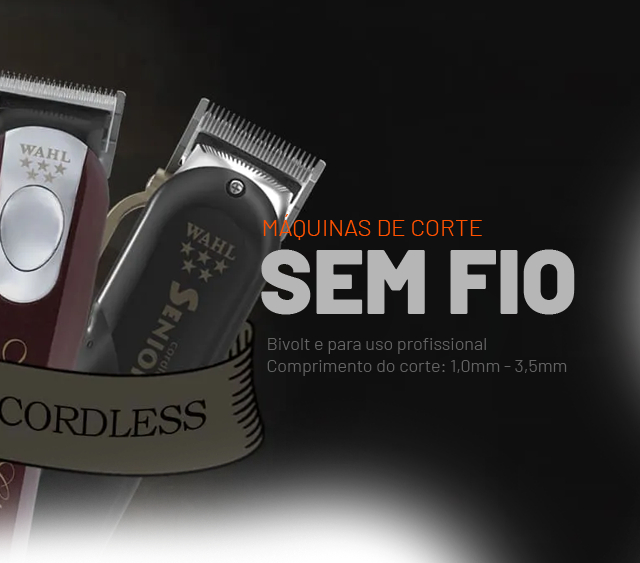 WAHL
WAHL
SENIOR
cordl
MÁQUINAS DE CORTE
SEM FIO
Bivolt e para uso profissional
Comprimento do corte: 1,0mm - 3,5mm
CORDLESS